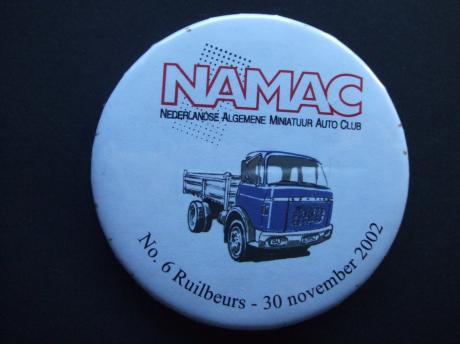 NAMAC
NEDERLANDSE ALGEMENE MINIATUUR AUTO CLUB
No. 6 Ruilbeurs - 30 november 2002